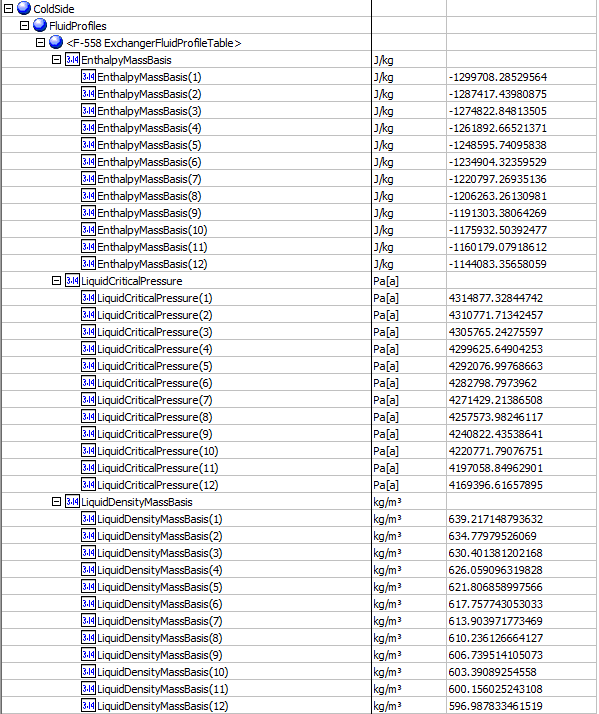 ColdSide
FluidProfiles
<F-558 ExchangerFluidProfileTable>
EnthalpyMassBasis J/kg
EnthalpyMassBasis(1) J/kg -1299708.28529564
EnthalpyMassBasis(2) J/kg -1287417.43980875
EnthalpyMassBasis(3) J/kg -1274822.84813505
EnthalpyMassBasis(4) J/kg -1261892.66521371
EnthalpyMassBasis(5) J/kg -1248595.74095838
EnthalpyMassBasis(6) J/kg -1234904.32359529
EnthalpyMassBasis(7) J/kg -1220797.26935136
EnthalpyMassBasis(8) J/kg -1206263.26130981
EnthalpyMassBasis(9) J/kg -1191303.38064269
EnthalpyMassBasis(10) J/kg -1175932.50392477
EnthalpyMassBasis(11) J/kg -1160179.07918612
EnthalpyMassBasis(12) J/kg -1144083.35658059
LiquidCriticalPressure Pa[a]
LiquidCriticalPressure(1) Pa[a] 4314877.32844742
LiquidCriticalPressure(2) Pa[a] 4310771.71342457
LiquidCriticalPressure(3) Pa[a] 4305765.24275597
LiquidCriticalPressure(4) Pa[a] 4299625.64904253
LiquidCriticalPressure(5) Pa[a] 4292076.99768663
LiquidCriticalPressure(6) Pa[a] 4282798.7973962
LiquidCriticalPressure(7) Pa[a] 4271429.21386508
LiquidCriticalPressure(8) Pa[a] 4257573.98246117
LiquidCriticalPressure(9) Pa[a] 4240822.43538641
LiquidCriticalPressure(10) Pa[a] 4220771.79076751
LiquidCriticalPressure(11) Pa[a] 4197058.84962901
LiquidCriticalPressure(12) Pa[a] 4169396.61657895
LiquidDensityMassBasis kg/m³
LiquidDensityMassBasis(1) kg/m³ 639.217148793632
LiquidDensityMassBasis(2) kg/m³ 634.77979526069
LiquidDensityMassBasis(3) kg/m³ 630.401381202168
LiquidDensityMassBasis(4) kg/m³ 626.059096319828
LiquidDensityMassBasis(5) kg/m³ 621.806858997566
LiquidDensityMassBasis(6) kg/m³ 617.757743053033
LiquidDensityMassBasis(7) kg/m³ 613.903971773469
LiquidDensityMassBasis(8) kg/m³ 610.236126664127
LiquidDensityMassBasis(9) kg/m³ 606.739514105073
LiquidDensityMassBasis(10) kg/m³ 603.39089254558
LiquidDensityMassBasis(11) kg/m³ 600.156025243108
LiquidDensityMassBasis(12) kg/m³ 596.987833461519